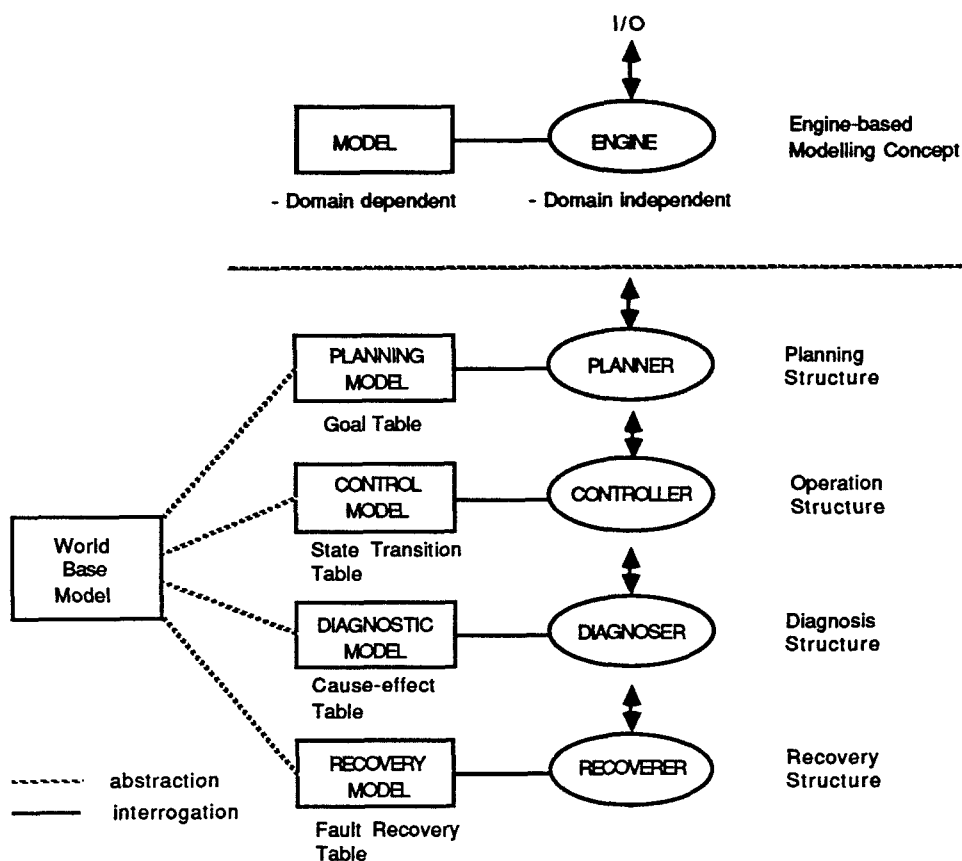 I/O
MODEL
ENGINE
Engine-based
Modelling Concept
- Domain dependent
- Domain independent
PLANNING
MODEL
PLANNER
Planning
Structure
Goal Table
CONTROL
MODEL
CONTROLLER
Operation
Structure
State Transition
Table
World
Base
Model
DIAGNOSTIC
MODEL
DIAGNOSER
Diagnosis
Structure
Cause-effect
Table
RECOVERY
MODEL
RECOVERER
Recovery
Structure
Fault Recovery
Table
abstraction
interrogation